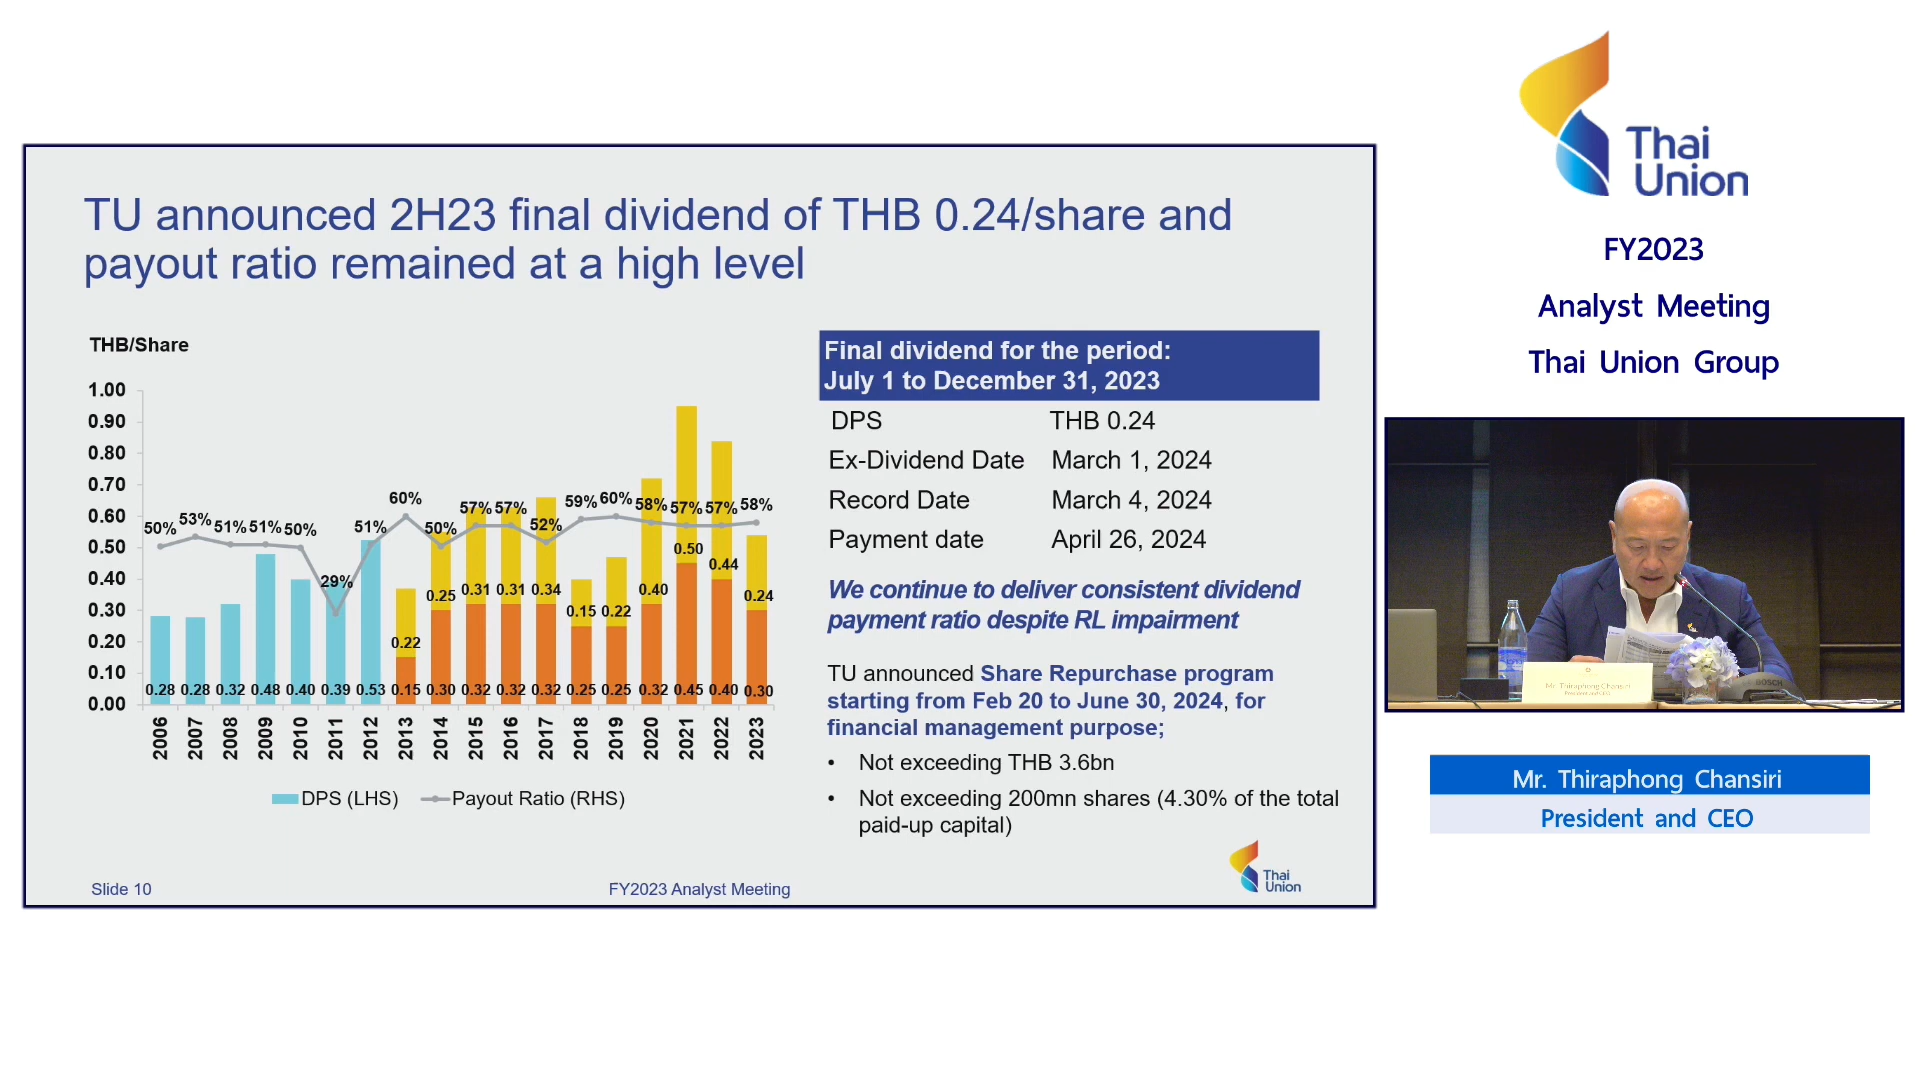 TU announced 2H23 final dividend of THB 0.24/share and
payout ratio remained at a high level
THB/Share
1.00
0.90
0.80
0.70
0.60
0.50
0.40
0.30
0.20
0.10
0.00
50% 53% 51% 51% 50% 29% 51% 60% 50% 57% 57% 52% 59% 60% 58% 57% 57% 58%
0.22 0.25 0.31 0.31 0.34 0.15 0.22 0.40 0.50 0.44 0.24
0.28 0.28 0.32 0.48 0.40 0.39 0.53 0.15 0.30 0.32 0.32 0.32 0.25 0.25 0.32 0.45 0.40 0.30
2006 2007 2008 2009 2010 2011 2012 2013 2014 2015 2016 2017 2018 2019 2020 2021 2022 2023
DPS (LHS) Payout Ratio (RHS)
Final dividend for the period:
July 1 to December 31, 2023
DPS THB 0.24
Ex-Dividend Date March 1, 2024
Record Date March 4, 2024
Payment date April 26, 2024
We continue to deliver consistent dividend
payment ratio despite RL impairment
TU announced Share Repurchase program
starting from Feb 20 to June 30, 2024, for
financial management purpose;
• Not exceeding THB 3.6bn
• Not exceeding 200mn shares (4.30% of the total
paid-up capital)
Thai
Union
Slide 10
FY2023 Analyst Meeting
Thai
Union
FY2023
Analyst Meeting
Thai Union Group
Mr. Thiraphong Chansiri
BOSCH
Mr. Thiraphong Chansiri
President and CEO